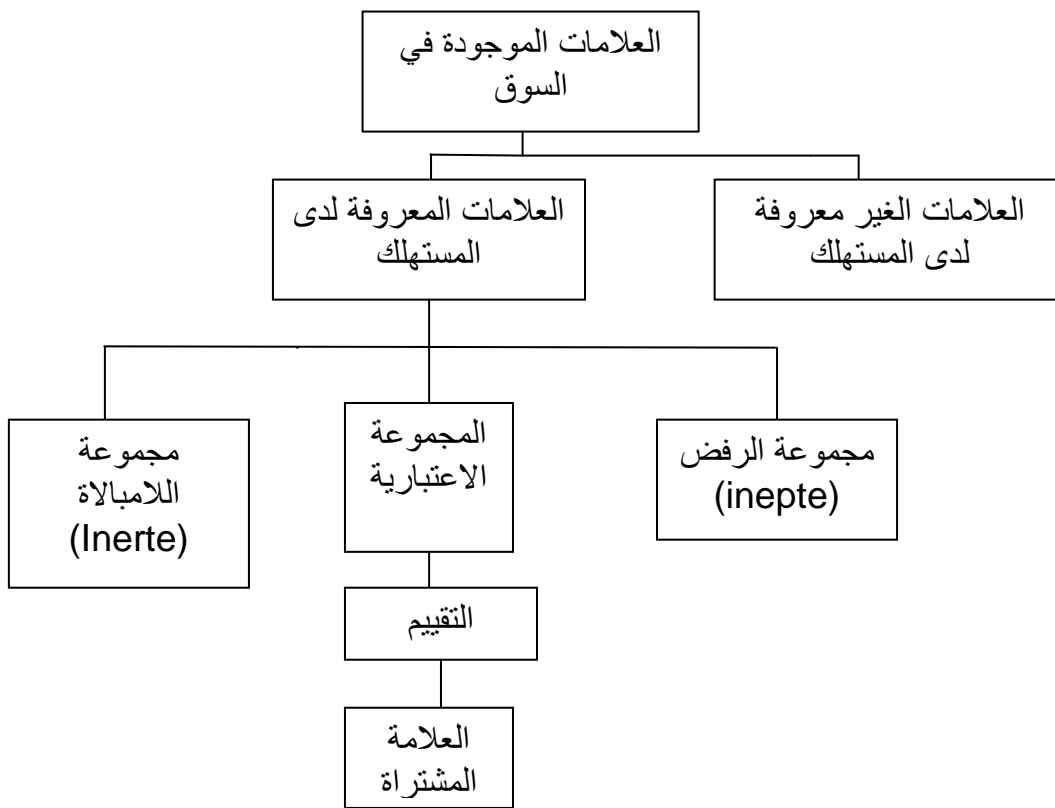 العلامات الموجودة في
السوق
العلامات الغير معروفة
لدى المستهلك
العلامات المعروفة لدى
المستهلك
مجموعة الرفض
(inepte)
المجموعة
الاعتبارية
مجموعة
اللامبالاة
(Inerte)
التقييم
العلامة
المشتراة